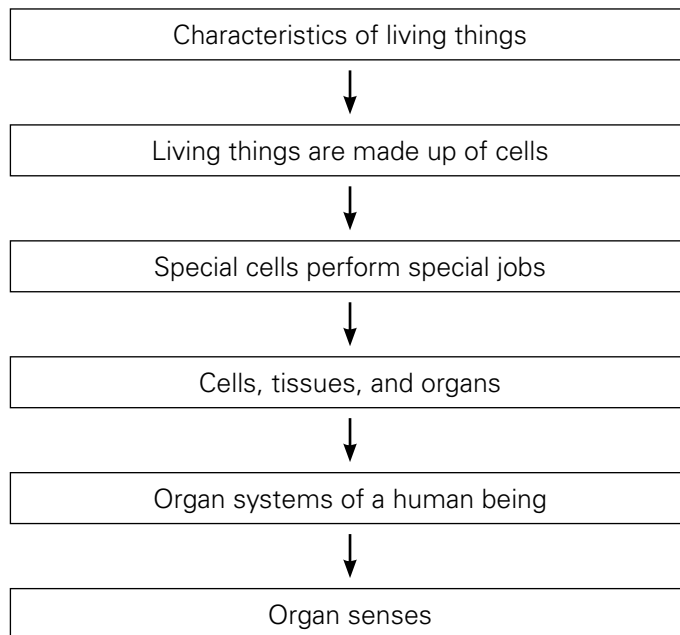 Characteristics of living things
Living things are made up of cells
Special cells perform special jobs
Cells, tissues, and organs
Organ systems of a human being
Organ senses